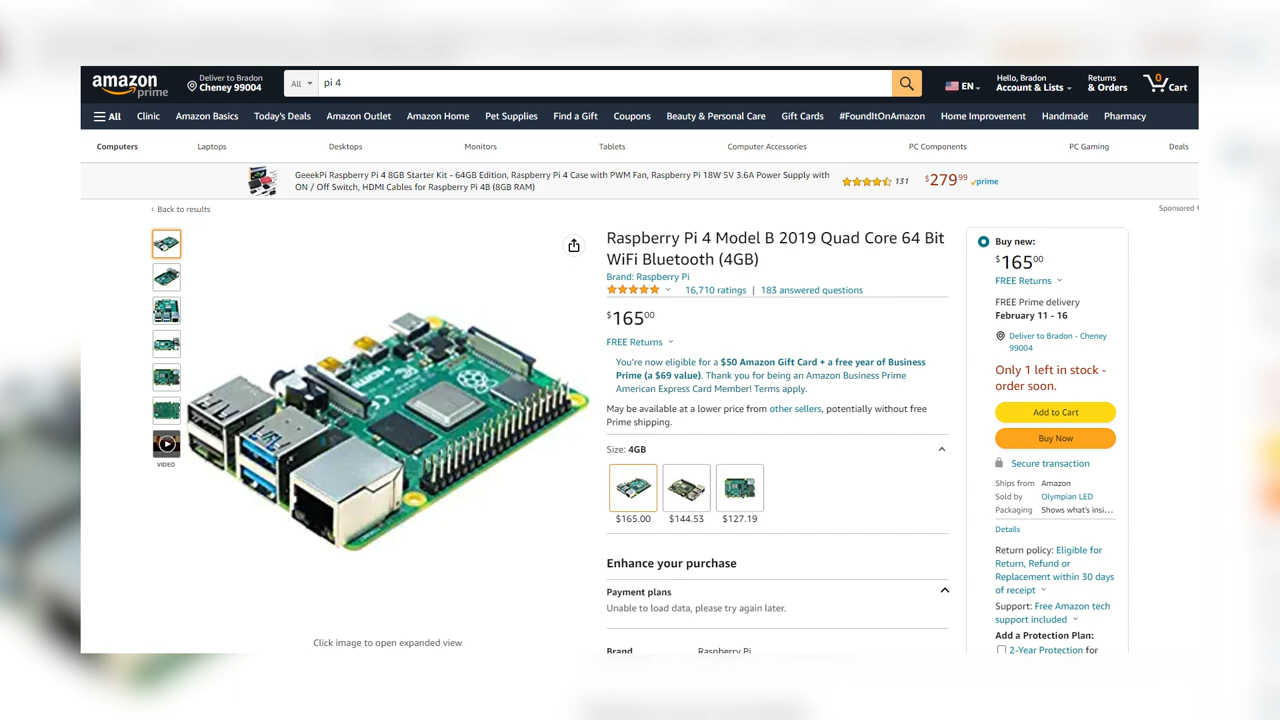 amazon
prime
Deliver to Bradon
Cheney 99004
All
pi 4
EN
Hello, Bradon
Account & Lists
Returns
& Orders
0
Cart
All
Clinic
Amazon Basics
Today's Deals
Amazon Outlet
Amazon Home
Pet Supplies
Find a Gift
Coupons
Beauty & Personal Care
Gift Cards
#FoundItOnAmazon
Home Improvement
Handmade
Pharmacy
Computers
Laptops
Desktops
Monitors
Tablets
Computer Accessories
PC Components
PC Gaming
Deals
GeeekPi Raspberry Pi 4 8GB Starter Kit - 64GB Edition, Raspberry Pi 4 Case with PWM Fan, Raspberry Pi 18W 5V 3.6A Power Supply with
ON / Off Switch, HDMI Cables for Raspberry Pi 4B (8GB RAM)
131
$279.99
prime
‹ Back to results
Sponsored
VIDEO
Click image to open expanded view
Raspberry Pi 4 Model B 2019 Quad Core 64 Bit
WiFi Bluetooth (4GB)
Brand: Raspberry Pi
16,710 ratings | 183 answered questions
$165.00
FREE Returns
You're now eligible for a $50 Amazon Gift Card + a free year of Business
Prime (a $69 value). Thank you for being an Amazon Business Prime
American Express Card Member! Terms apply.
May be available at a lower price from other sellers, potentially without free
Prime shipping.
Size: 4GB
$165.00
$144.53
$127.19
Enhance your purchase
Payment plans
Unable to load data, please try again later.
Brand
Raspberry Pi
Buy new:
$165.00
FREE Returns
FREE Prime delivery
February 11 - 16
Deliver to Bradon - Cheney
99004
Only 1 left in stock -
order soon.
Add to Cart
Buy Now
Secure transaction
Ships from Amazon
Sold by Olympian LED
Packaging Shows what's insi...
Details
Return policy: Eligible for
Return, Refund or
Replacement within 30 days
of receipt
Support: Free Amazon tech
support included
Add a Protection Plan:
2-Year Protection for